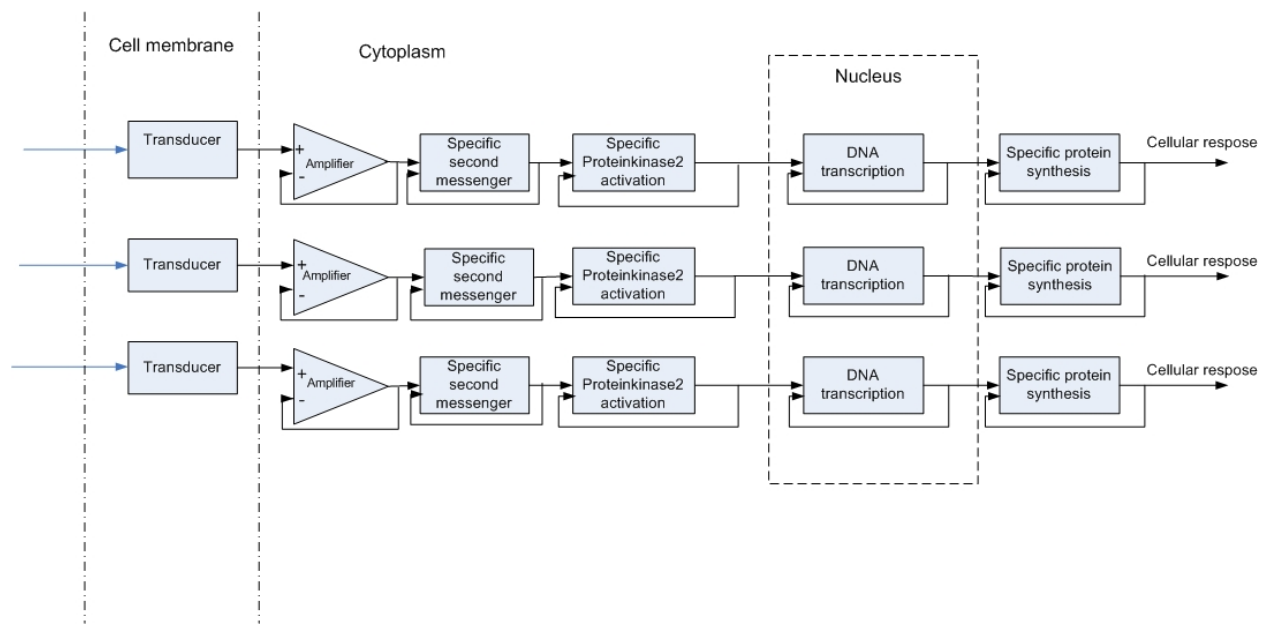 Cell membrane
Cytoplasm
Nucleus
Transducer
+
Amplifier
-
Specific
second
messenger
Specific
Proteinkinase2
activation
DNA
transcription
Specific protein
synthesis
Cellular respose
Transducer
+
Amplifier
-
Specific
second
messenger
Specific
Proteinkinase2
activation
DNA
transcription
Specific protein
synthesis
Cellular respose
Transducer
+
Amplifier
-
Specific
second
messenger
Specific
Proteinkinase2
activation
DNA
transcription
Specific protein
synthesis
Cellular respose